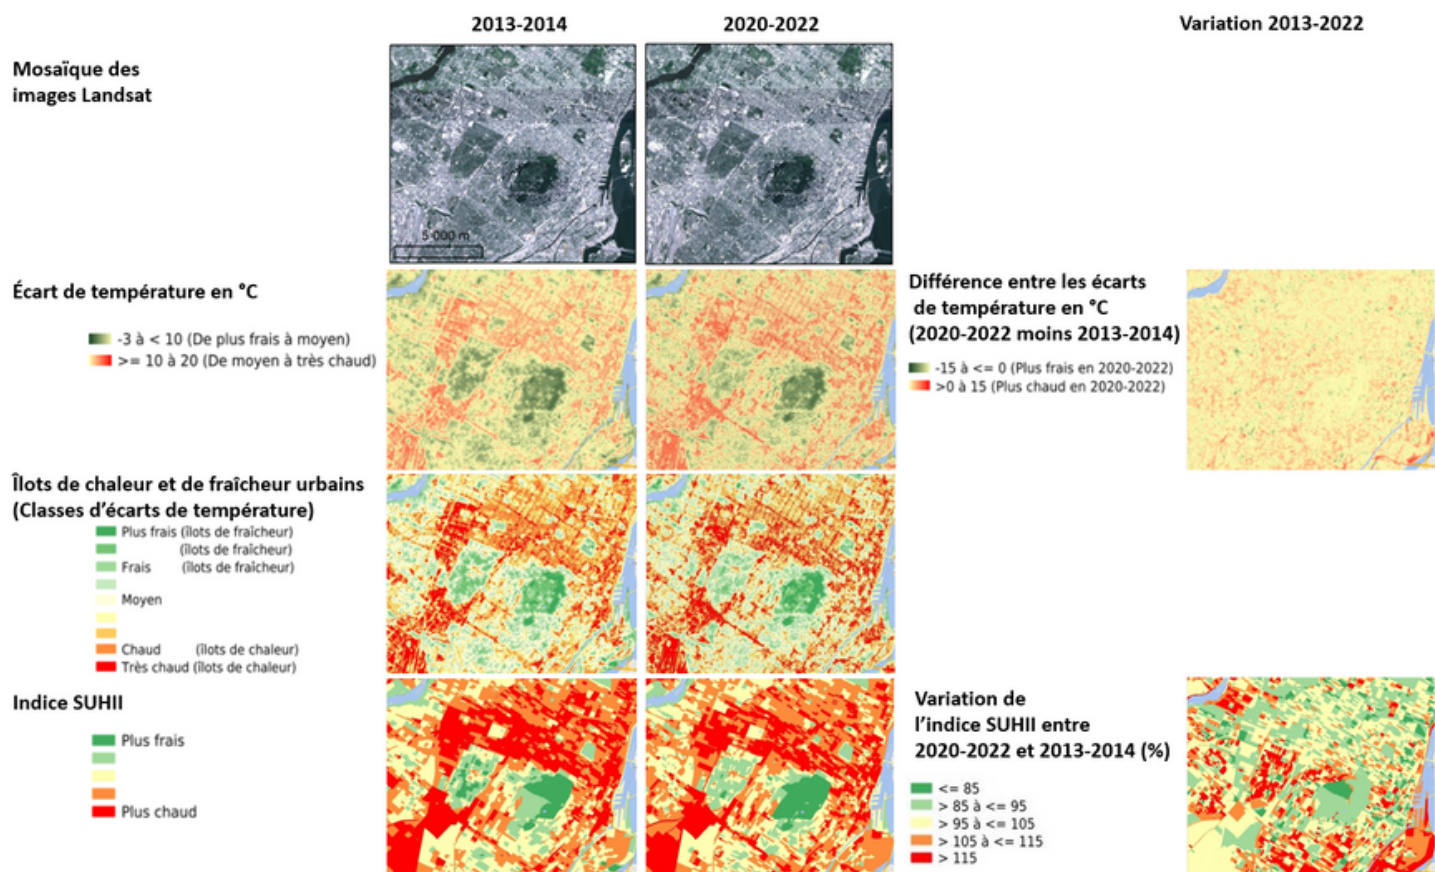 2013-2014
2020-2022
Variation 2013-2022
Mosaïque des
images Landsat
5 000 m
Écart de température en °C
-3 à < 10 (De plus frais à moyen)
>= 10 à 20 (De moyen à très chaud)
Différence entre les écarts
de température en °C
(2020-2022 moins 2013-2014)
-15 à <= 0 (Plus frais en 2020-2022)
>0 à 15 (Plus chaud en 2020-2022)
Îlots de chaleur et de fraîcheur urbains
(Classes d'écarts de température)
Plus frais (îlots de fraîcheur)
(îlots de fraîcheur)
Frais (îlots de fraîcheur)
Moyen
Chaud (îlots de chaleur)
Très chaud (îlots de chaleur)
Indice SUHII
Plus frais
Plus chaud
Variation de
l'indice SUHII entre
2020-2022 et 2013-2014 (%)
<= 85
> 85 à <= 95
> 95 à <= 105
> 105 à <= 115
> 115